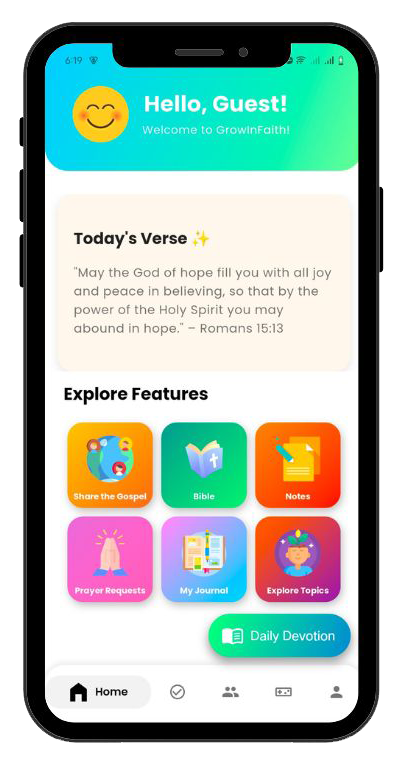 6:19
Hello, Guest!
Welcome to GrowInFaith!
Today's Verse ✨
"May the God of hope fill you with all joy
and peace in believing, so that by the
power of the Holy Spirit you may
abound in hope." – Romans 15:13
Explore Features
Share the Gospel
Bible
Notes
Prayer Requests
My Journal
Explore Topics
Daily Devotion
Home